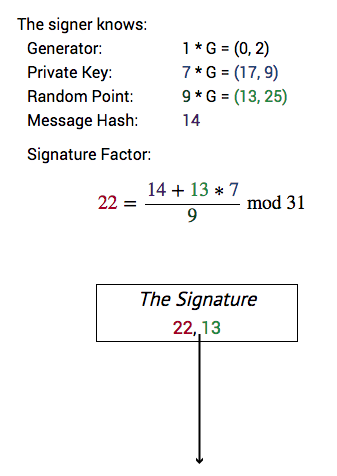 The signer knows:
Generator: 1 * G = (0, 2)
Private Key: 7 * G = (17, 9)
Random Point: 9 * G = (13, 25)
Message Hash: 14
Signature Factor:
22 = \frac{14 + 13 * 7}{9} mod 31
The Signature
22, 13